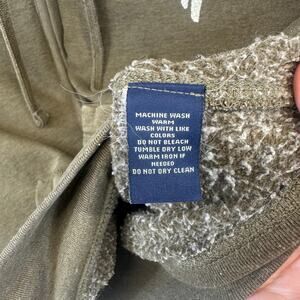 MACHINE WASH
WARM
WASH WITH LIKE
COLORS
DO NOT BLEACH
TUMBLE DRY LOW
WARM IRON IF
NEEDED
DO NOT DRY CLEAN